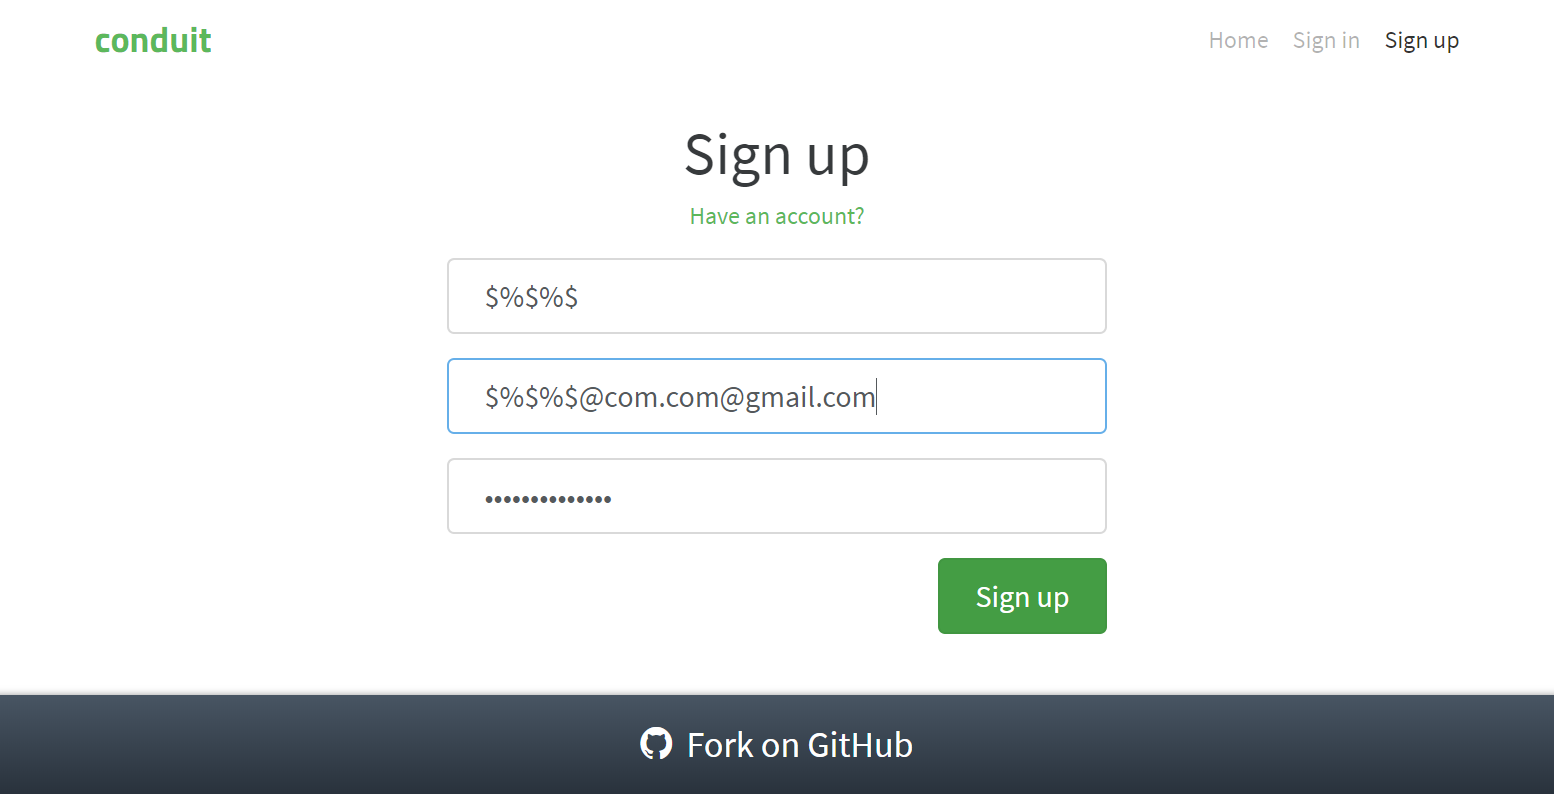 conduit
Home Sign in Sign up
Sign up
Have an account?
$%$%$
$%$%$@com.com@gmail.com
••••••••••••••
Sign up
Fork on GitHub